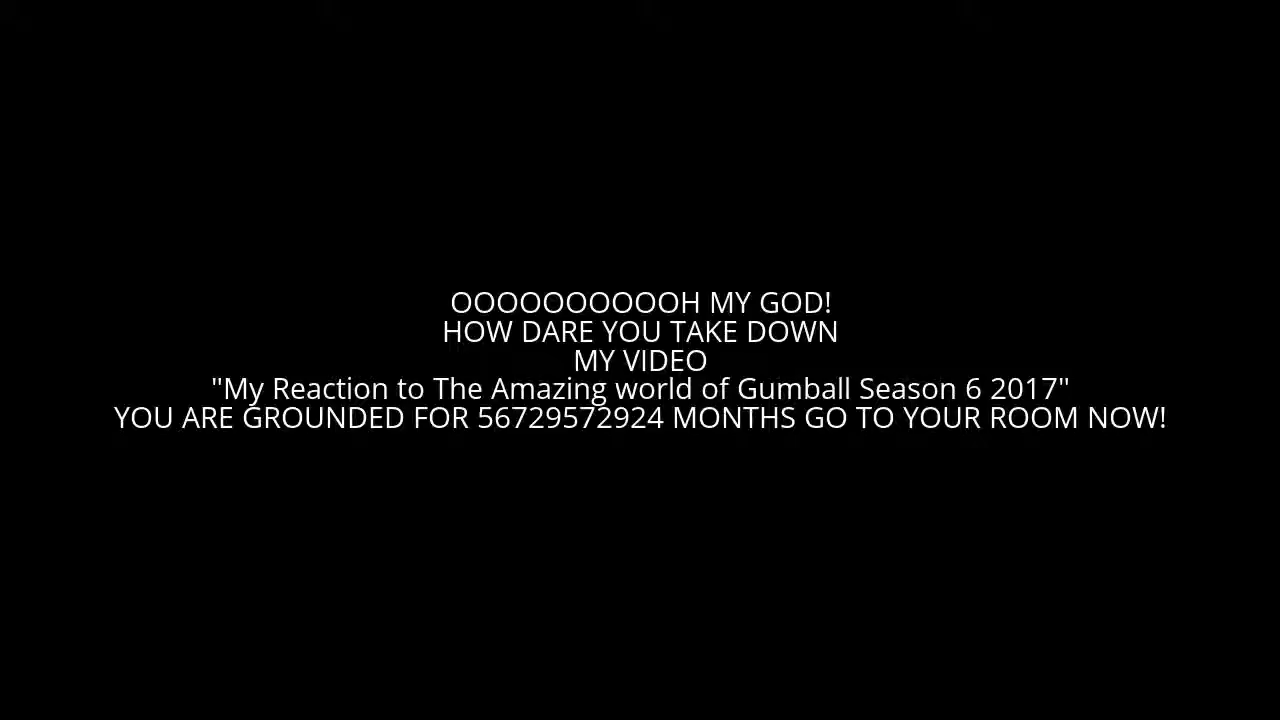 OOOOOOOOOOH MY GOD!
HOW DARE YOU TAKE DOWN
MY VIDEO
"My Reaction to The Amazing world of Gumball Season 6 2017"
YOU ARE GROUNDED FOR 56729572924 MONTHS GO TO YOUR ROOM NOW!